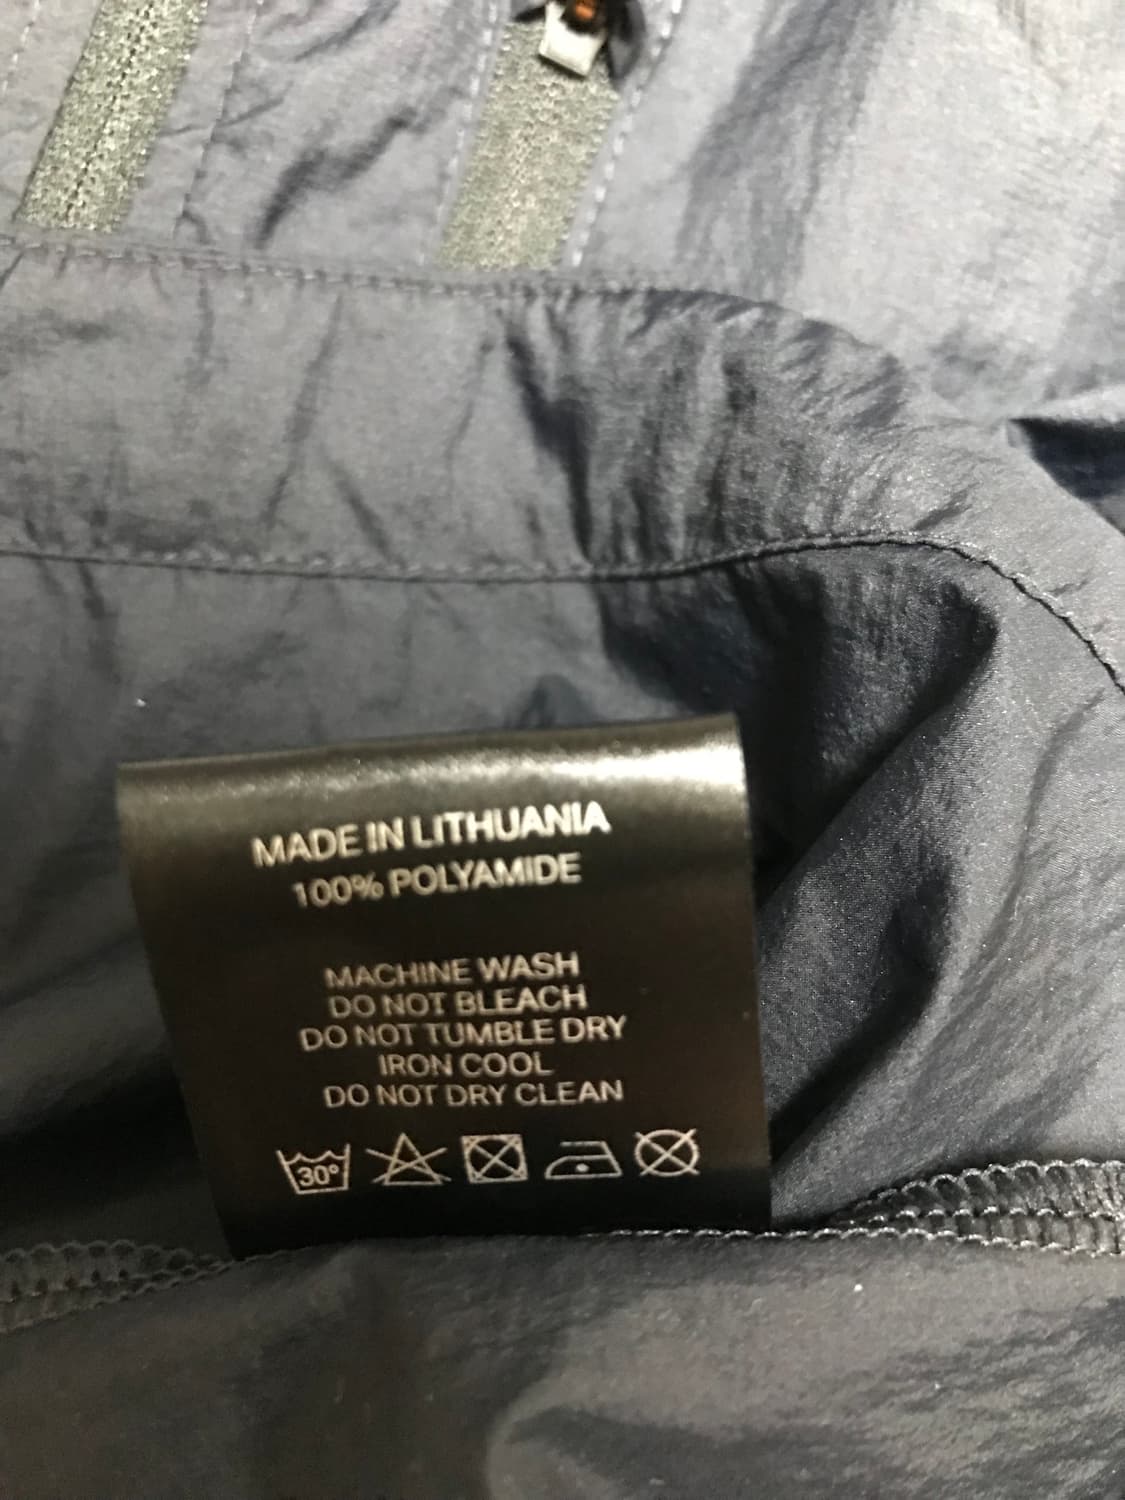 MADE IN LITHUANIA
100% POLYAMIDE
MACHINE WASH
DO NOT BLEACH
DO NOT TUMBLE DRY
IRON COOL
DO NOT DRY CLEAN
30°